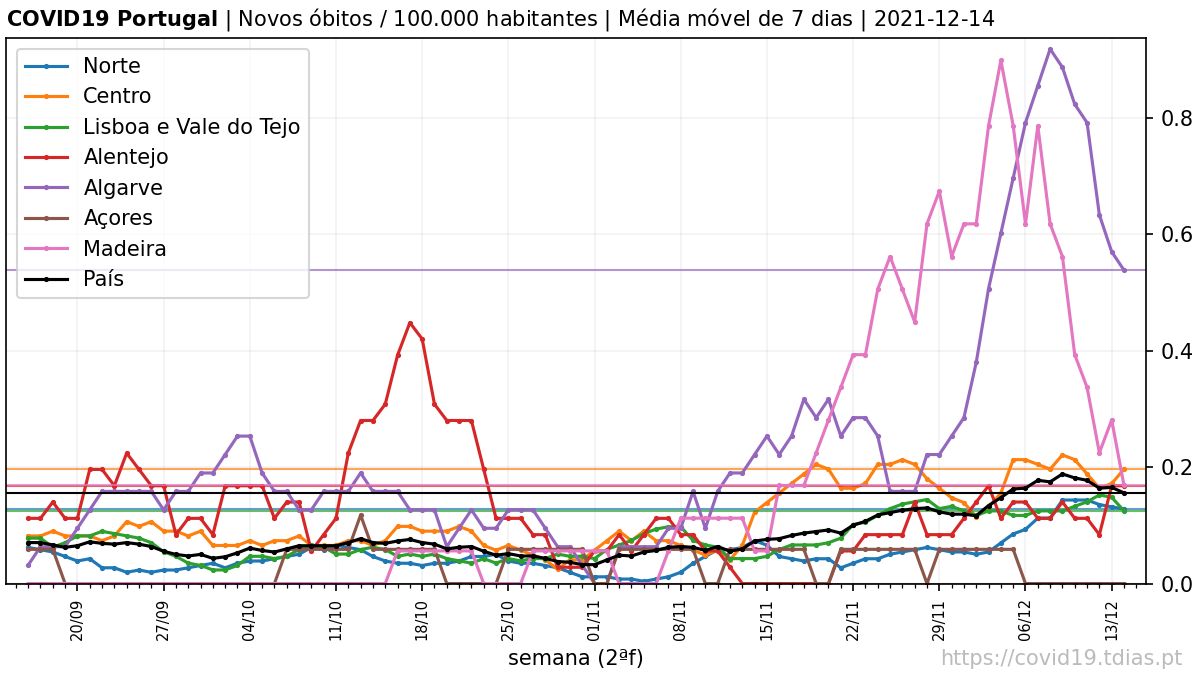 COVID19 Portugal | Novos óbitos / 100.000 habitantes | Média móvel de 7 dias | 2021-12-14
Norte
Centro
Lisboa e Vale do Tejo
Alentejo
Algarve
Açores
Madeira
País
0.8
0.6
0.4
0.2
0.0
20/09
27/09
04/10
11/10
18/10
25/10
01/11
08/11
15/11
22/11
29/11
06/12
13/12
semana (2ªf)
https://covid19.tdias.pt